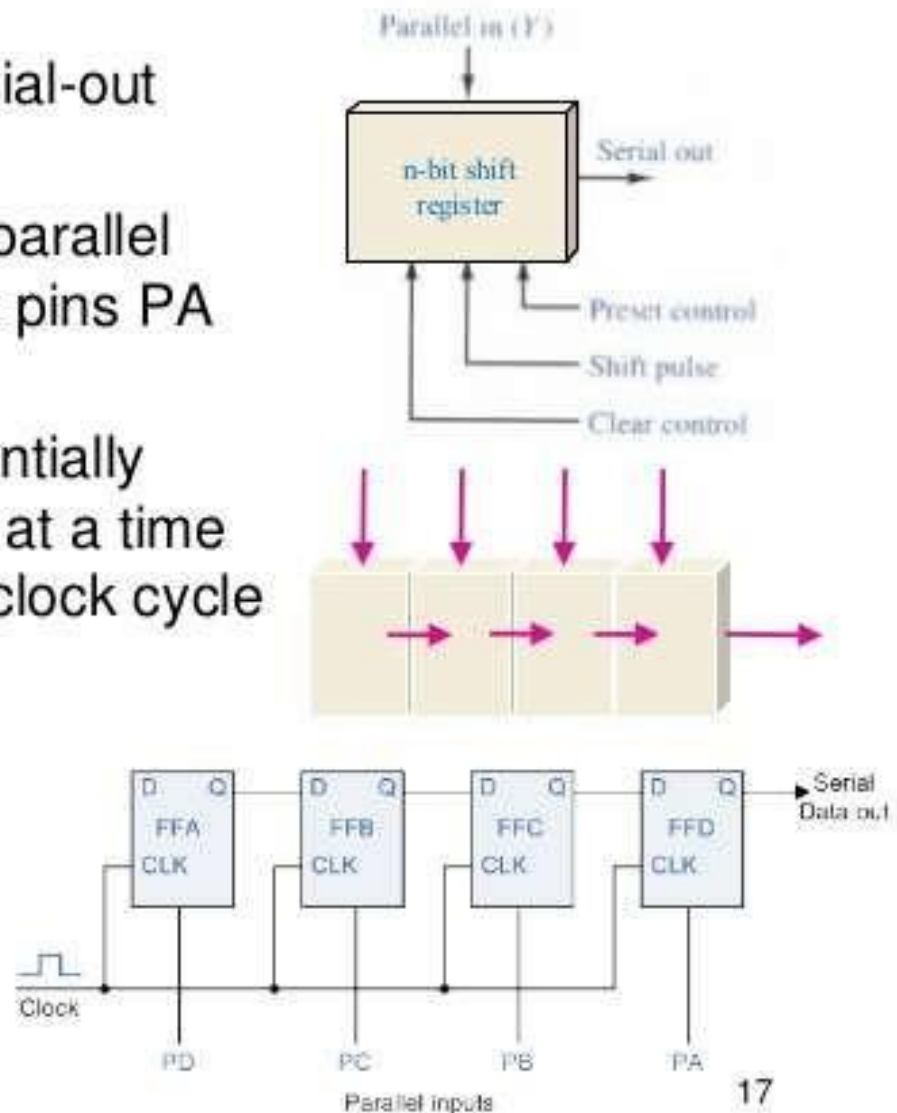 Parallel in (Y)
ial-out
n-bit shift
register
Serial out
parallel
pins PA
Preset control
Shift pulse
Clear control
ntially
at a time
clock cycle
D Q D Q D Q D Q
Serial
Data out
FFA FFB FFC FFD
CLK CLK CLK CLK
Clock
PD PC PB PA
Parallel inputs
17